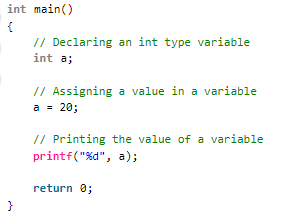 int main()
{
    // Declaring an int type variable
    int a;
    // Assigning a value in a variable
    a = 20;
    // Printing the value of a variable
    printf("%d", a);
    return 0;
}